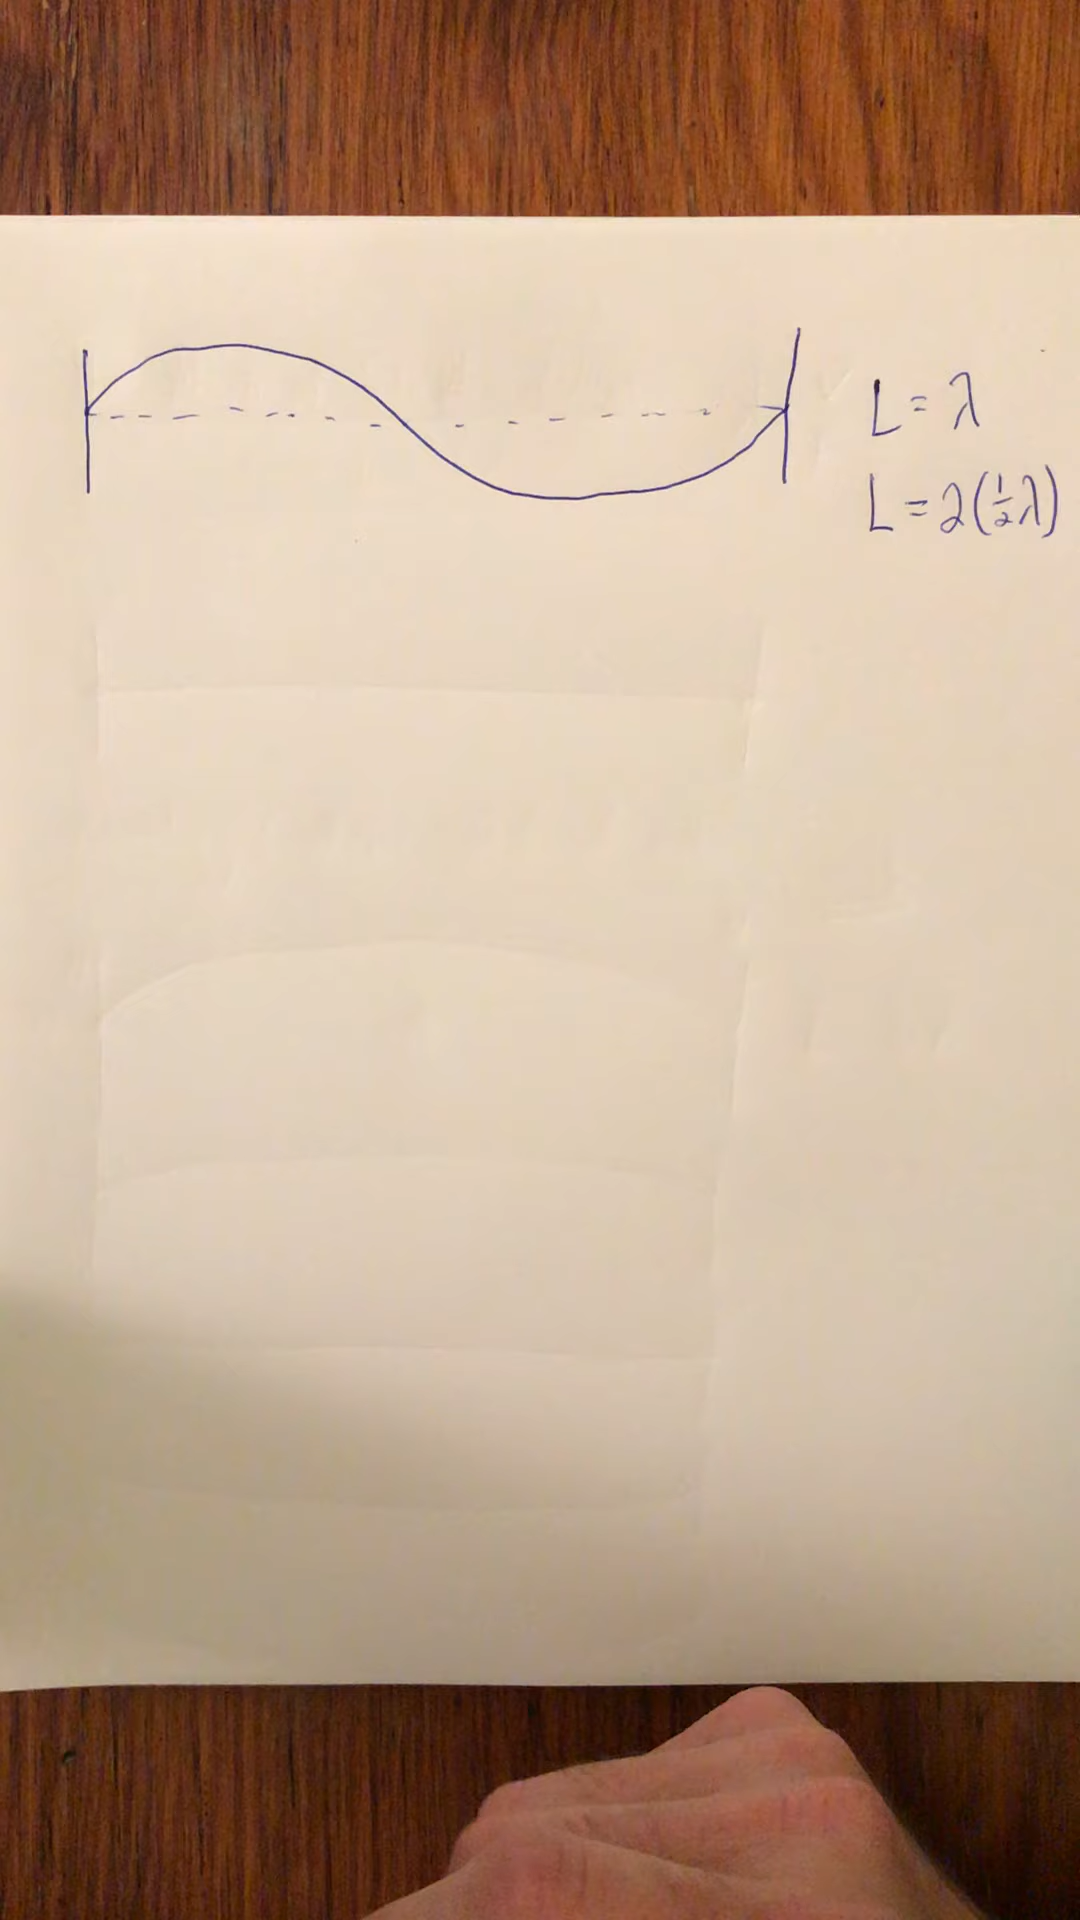 L = λ
L = 2(½λ)